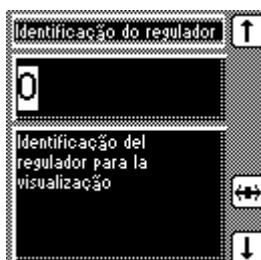 Identificação do regulador
0
Identificação del
regulador para la
visualização